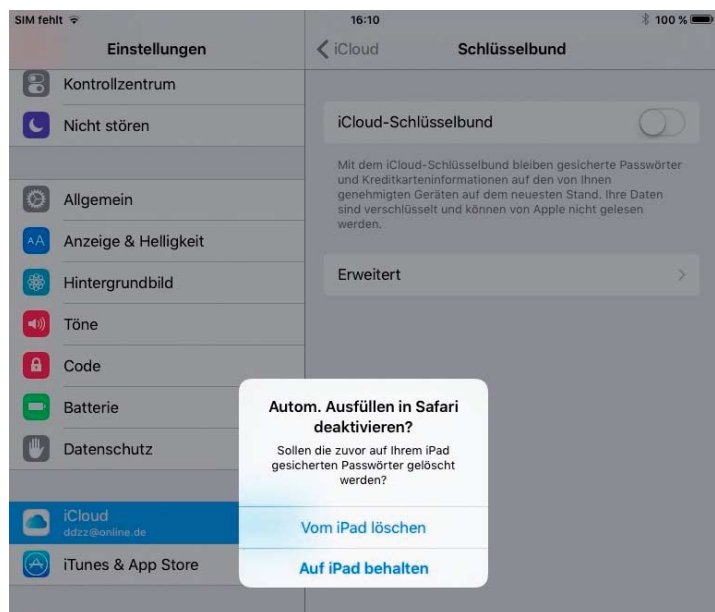 SIM fehlt
16:10
100 %
Einstellungen
Kontrollzentrum
Nicht stören
Allgemein
Anzeige & Helligkeit
Hintergrundbild
Töne
Code
Batterie
Datenschutz
iCloud
ddzz@online.de
iTunes & App Store
iCloud
Schlüsselbund
iCloud-Schlüsselbund
Mit dem iCloud-Schlüsselbund bleiben gesicherte Passwörter
und Kreditkarteninformationen auf den von Ihnen
genehmigten Geräten auf dem neuesten Stand. Ihre Daten
sind verschlüsselt und können von Apple nicht gelesen
werden.
Erweitert
Autom. Ausfüllen in Safari
deaktivieren?
Sollen die zuvor auf Ihrem iPad
gesicherten Passwörter gelöscht
werden?
Vom iPad löschen
Auf iPad behalten